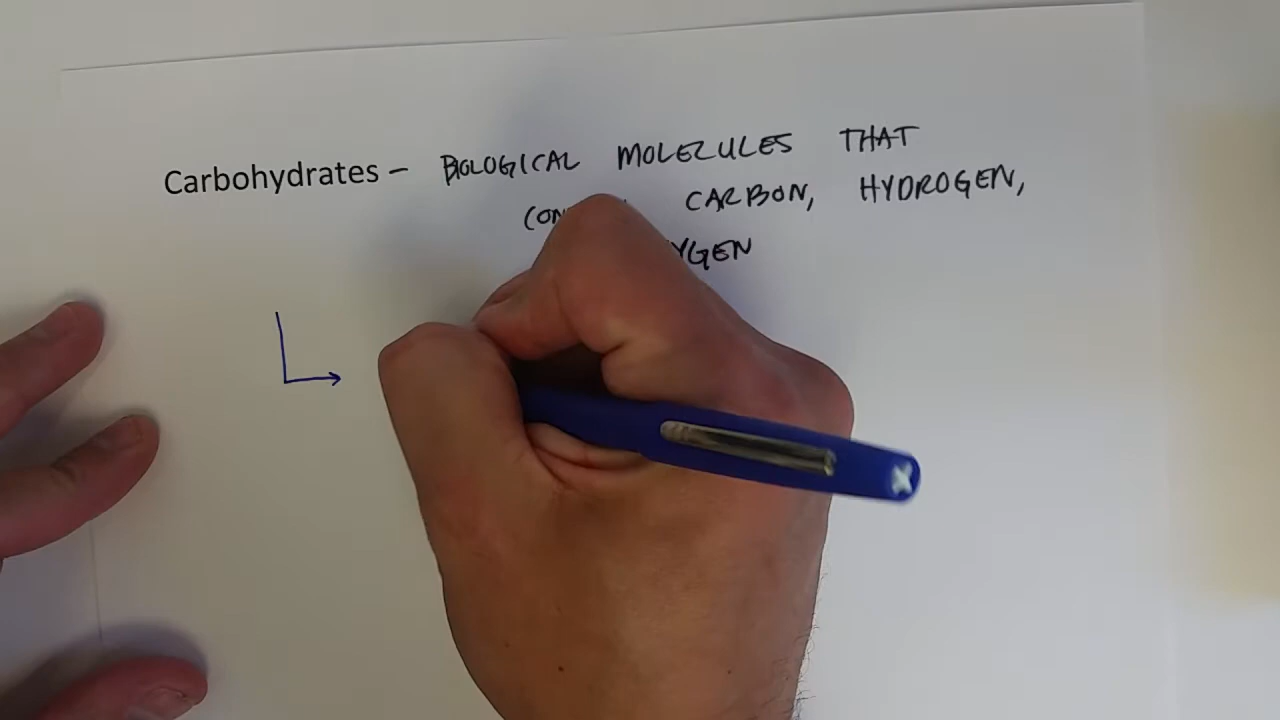 Carbohydrates – BIOLOGICAL MOLECULES THAT
CARBON, HYDROGEN,